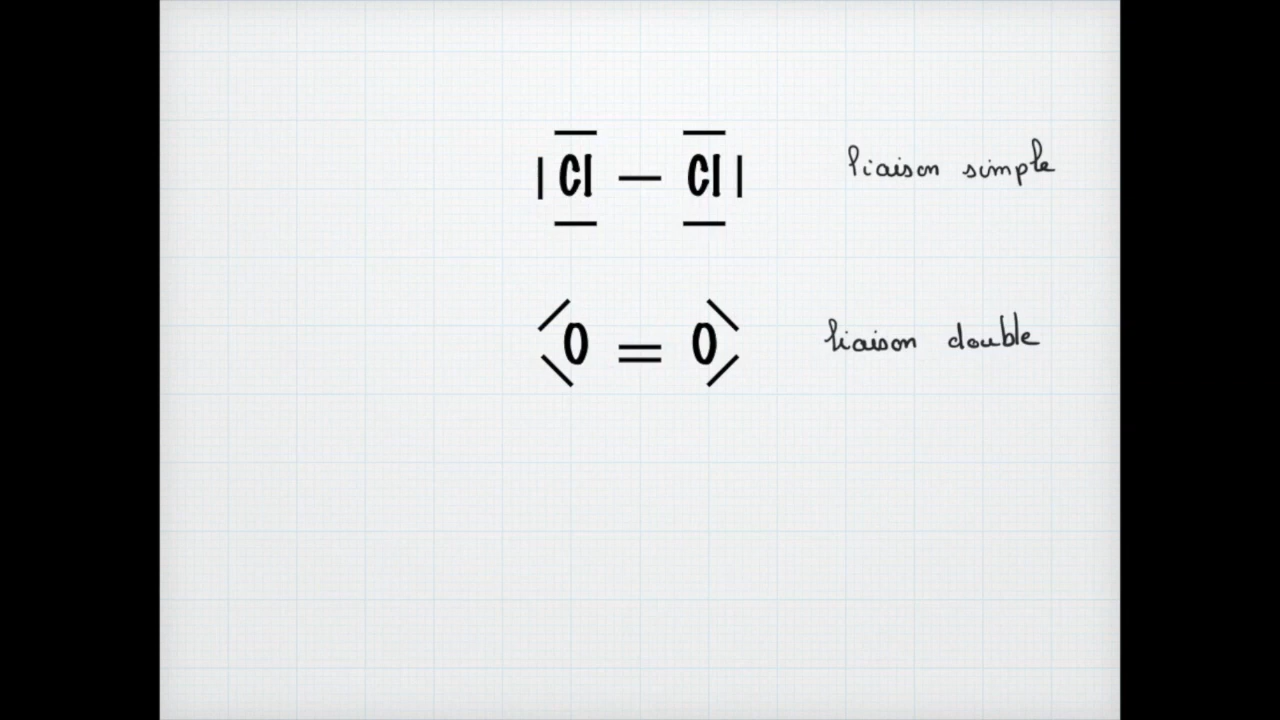 |Cl — Cl| liaison simple
O = O liaison double